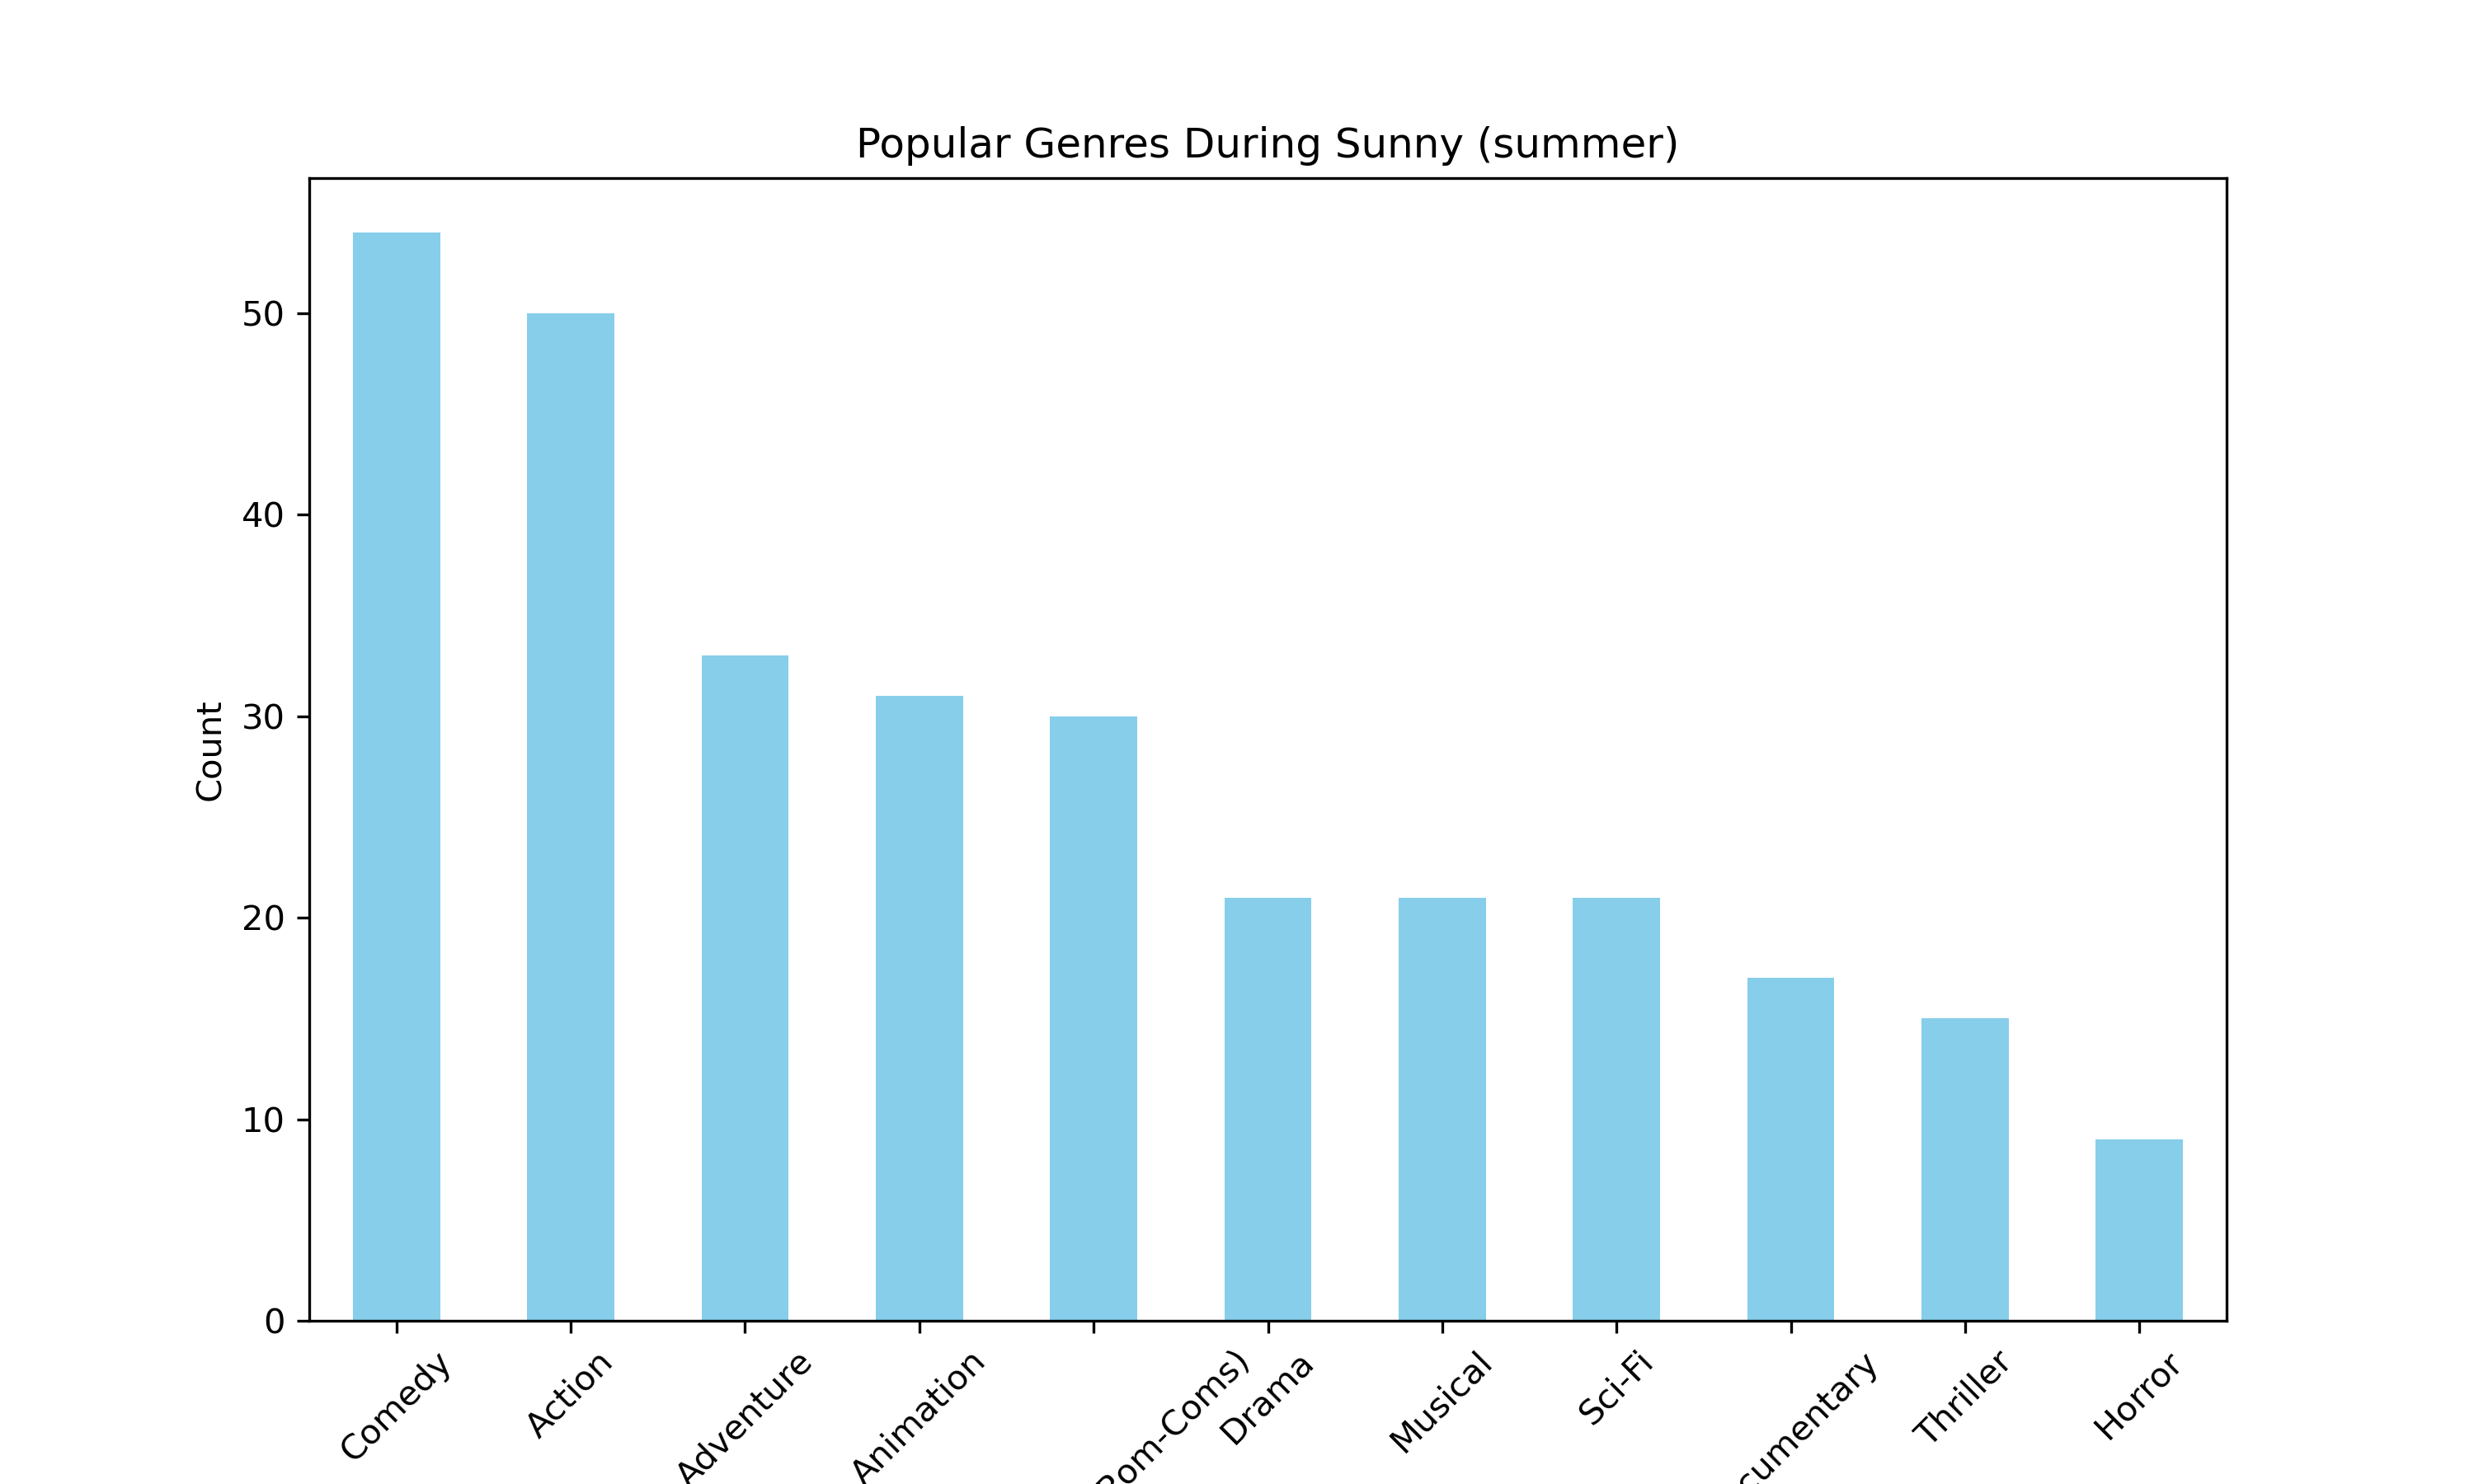 Popular Genres During Sunny (summer)
Count
50
40
30
20
10
0
Comedy
Action
Adventure
Animation
Drama
Musical
Sci-Fi
Thriller
Horror